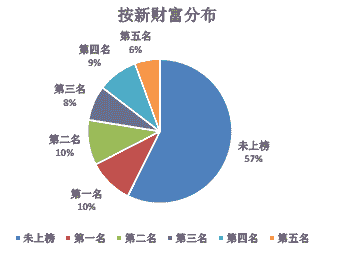 按新财富分布
第五名
6%
第四名
9%
第三名
8%
第二名
10%
第一名
10%
未上榜
57%
未上榜 第一名 第二名 第三名 第四名 第五名